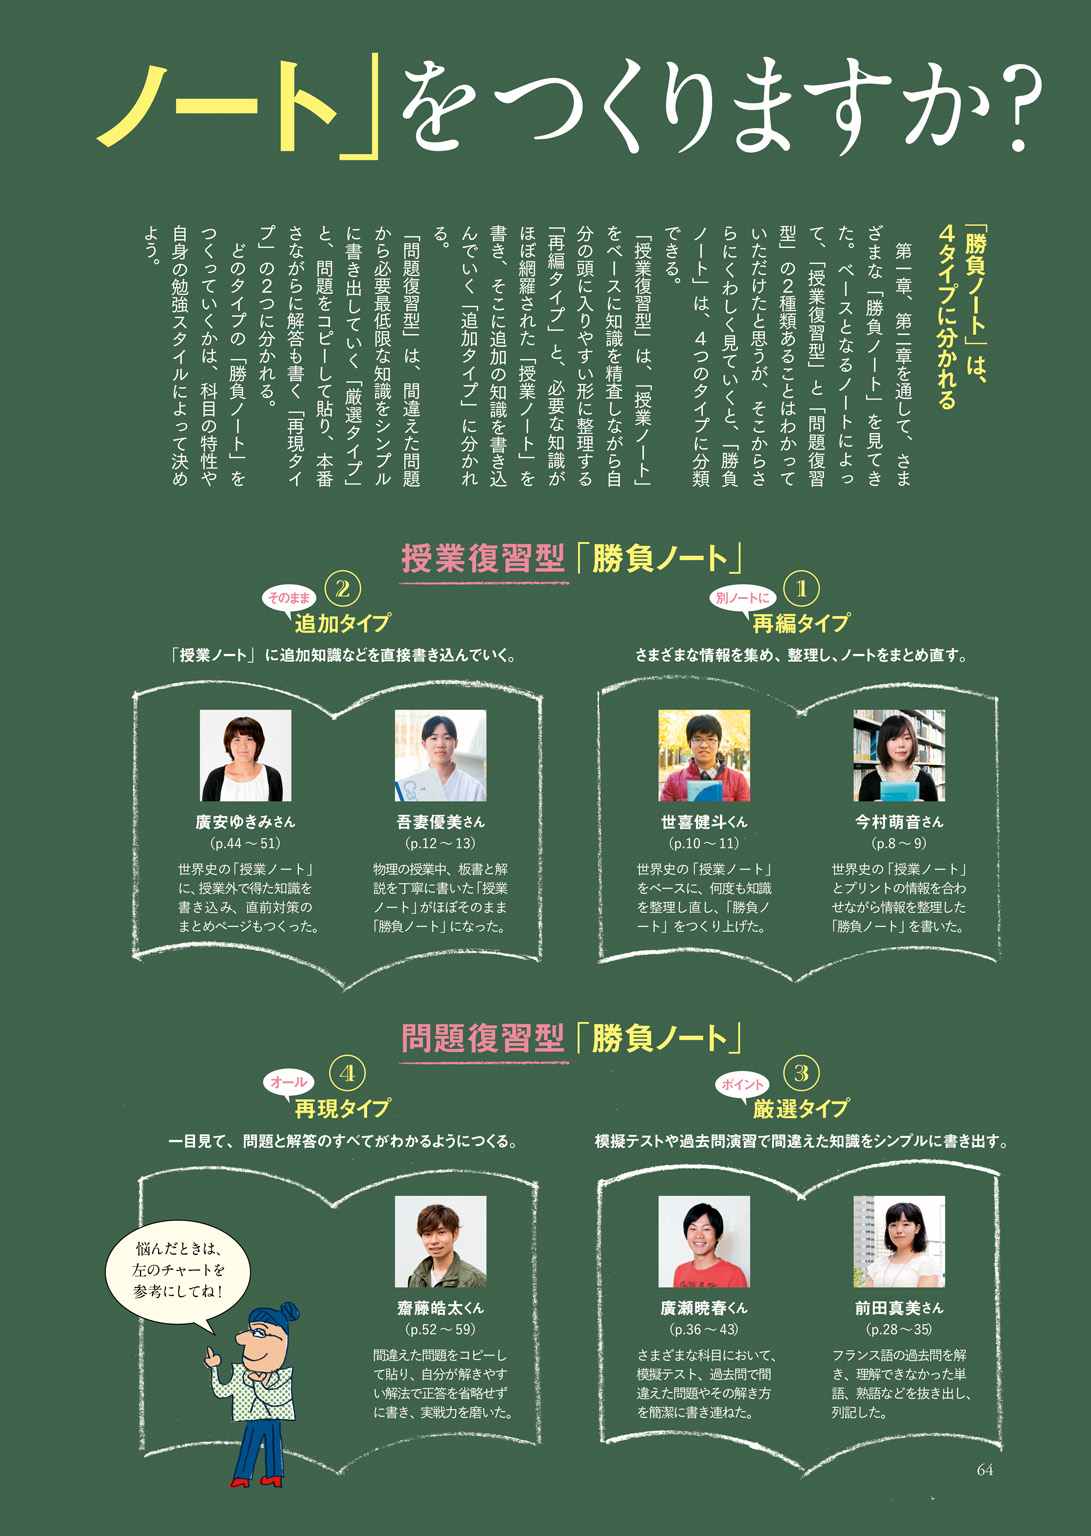 ノート」をつくりますか?
「勝負ノート」は、
4タイプに分かれる
第一章、第二章を通して、さま
ざまな「勝負ノート」を見てき
た。ベースとなるノートによっ
て、「授業復習型」と「問題復習
型」の2種類あることはわかって
いただけたと思うが、そこからさ
らにくわしく見ていくと、「勝負
ノート」は、4つのタイプに分類
できる。
「授業復習型」は、「授業ノート」
をベースに知識を精査しながら自
分の頭に入りやすい形に整理する
「再編タイプ」と、必要な知識が
ほぼ網羅された「授業ノート」を
書き、そこに追加の知識を書き込
んでいく「追加タイプ」に分かれ
る。
「問題復習型」は、間違えた問題
から必要最低限な知識をシンプル
に書き出していく「厳選タイプ」
と、問題をコピーして貼り、本番
さながらに解答も書く「再現タイ
プ」の2つに分かれる。
どのタイプの「勝負ノート」を
つくっていくかは、科目の特性や
自身の勉強スタイルによって決め
よう。
授業復習型「勝負ノート」
①
別ノートに
再編タイプ
さまざまな情報を集め、整理し、ノートをまとめ直す。
今村萌音さん
(p.8～9)
世界史の「授業ノート」
とプリントの情報を合わ
せながら情報を整理した
「勝負ノート」を書いた。
世喜健斗くん
(p.10～11)
世界史の「授業ノート」
をベースに、何度も知識
を整理し直し、「勝負ノ
ート」をつくり上げた。
②
そのまま
追加タイプ
「授業ノート」に追加知識などを直接書き込んでいく。
吾妻優美さん
(p.12～13)
物理の授業中、板書と解
説を丁寧に書いた「授業
ノート」がほぼそのまま
「勝負ノート」になった。
廣安ゆきみさん
(p.44～51)
世界史の「授業ノート」
に、授業外で得た知識を
書き込み、直前対策の
まとめページもつくった。
問題復習型「勝負ノート」
③
ポイント
厳選タイプ
模擬テストや過去問演習で間違えた知識をシンプルに書き出す。
前田真美さん
(p.28～35)
フランス語の過去問を解
き、理解できなかった単
語、熟語などを抜き出し、
列記した。
廣瀬暁春くん
(p.36～43)
さまざまな科目において、
模擬テスト、過去問で間
違えた問題やその解き方
を簡潔に書き連ねた。
④
オール
再現タイプ
一目見て、問題と解答のすべてがわかるようにつくる。
齋藤皓太くん
(p.52～59)
間違えた問題をコピーし
て貼り、自分が解きやす
い解法で正答を省略せず
に書き、実戦力を磨いた。
悩んだときは、
左のチャートを
参考にしてね!
64